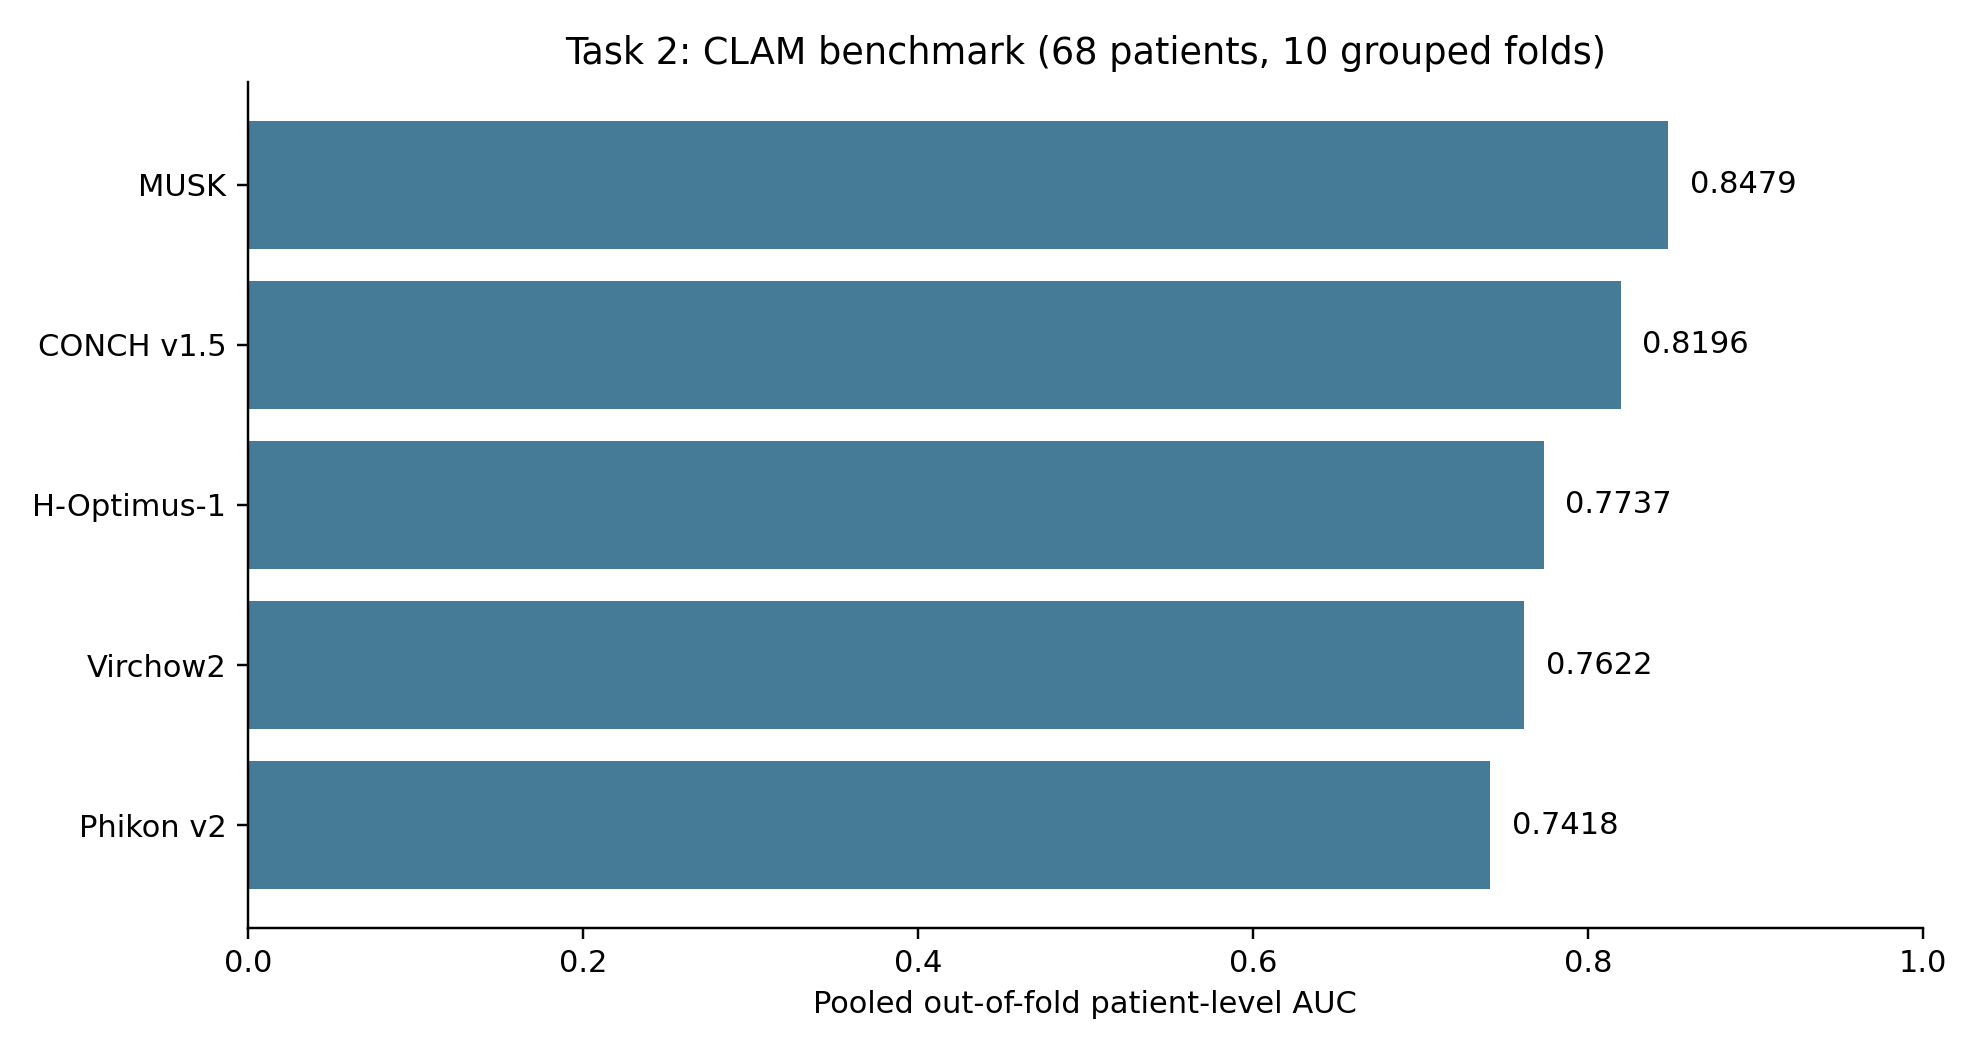 Task 2: CLAM benchmark (68 patients, 10 grouped folds)
MUSK
0.8479
CONCH v1.5
0.8196
H-Optimus-1
0.7737
Virchow2
0.7622
Phikon v2
0.7418
0.0
0.2
0.4
0.6
0.8
1.0
Pooled out-of-fold patient-level AUC